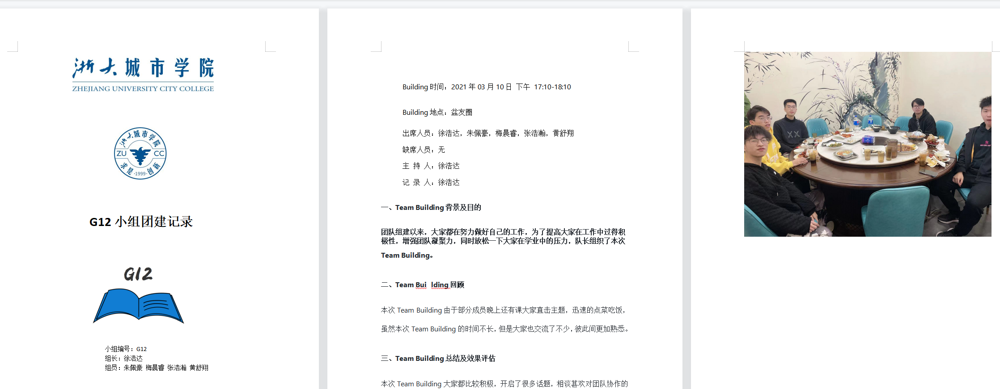 浙大城市学院
ZHEJIANG UNIVERSITY CITY COLLEGE
浙大城市学院
ZU CC
求是·1999·创新
G12 小组团建记录
G12
小组编号：G12
组长：徐浩达
组员：朱佩豪 梅晨睿 张浩瀚 黄舒翔
Building 时间：2021 年 03 月 10 日 下午 17:10-18:10
Building 地点：盆友圈
出席人员：徐浩达，朱佩豪，梅晨睿，张浩瀚，黄舒翔
缺席人员：无
主 持 人：徐浩达
记 录 人：徐浩达
一、Team Building 背景及目的
团队组建以来，大家都在努力做好自己的工作，为了提高大家在工作中过得积
极性，增强团队凝聚力，同时放松一下大家在学业中的压力，队长组织了本次
Team Building。
二、Team Bui lding 回顾
本次 Team Building 由于部分成员晚上还有课大家直击主题，迅速的点菜吃饭，
虽然本次 Team Building 的时间不长，但是大家也交流了不少，彼此间更加熟悉。
三、Team Building 总结及效果评估
本次 Team Building 大家都比较积极，开启了很多话题，相谈甚欢对团队协作的